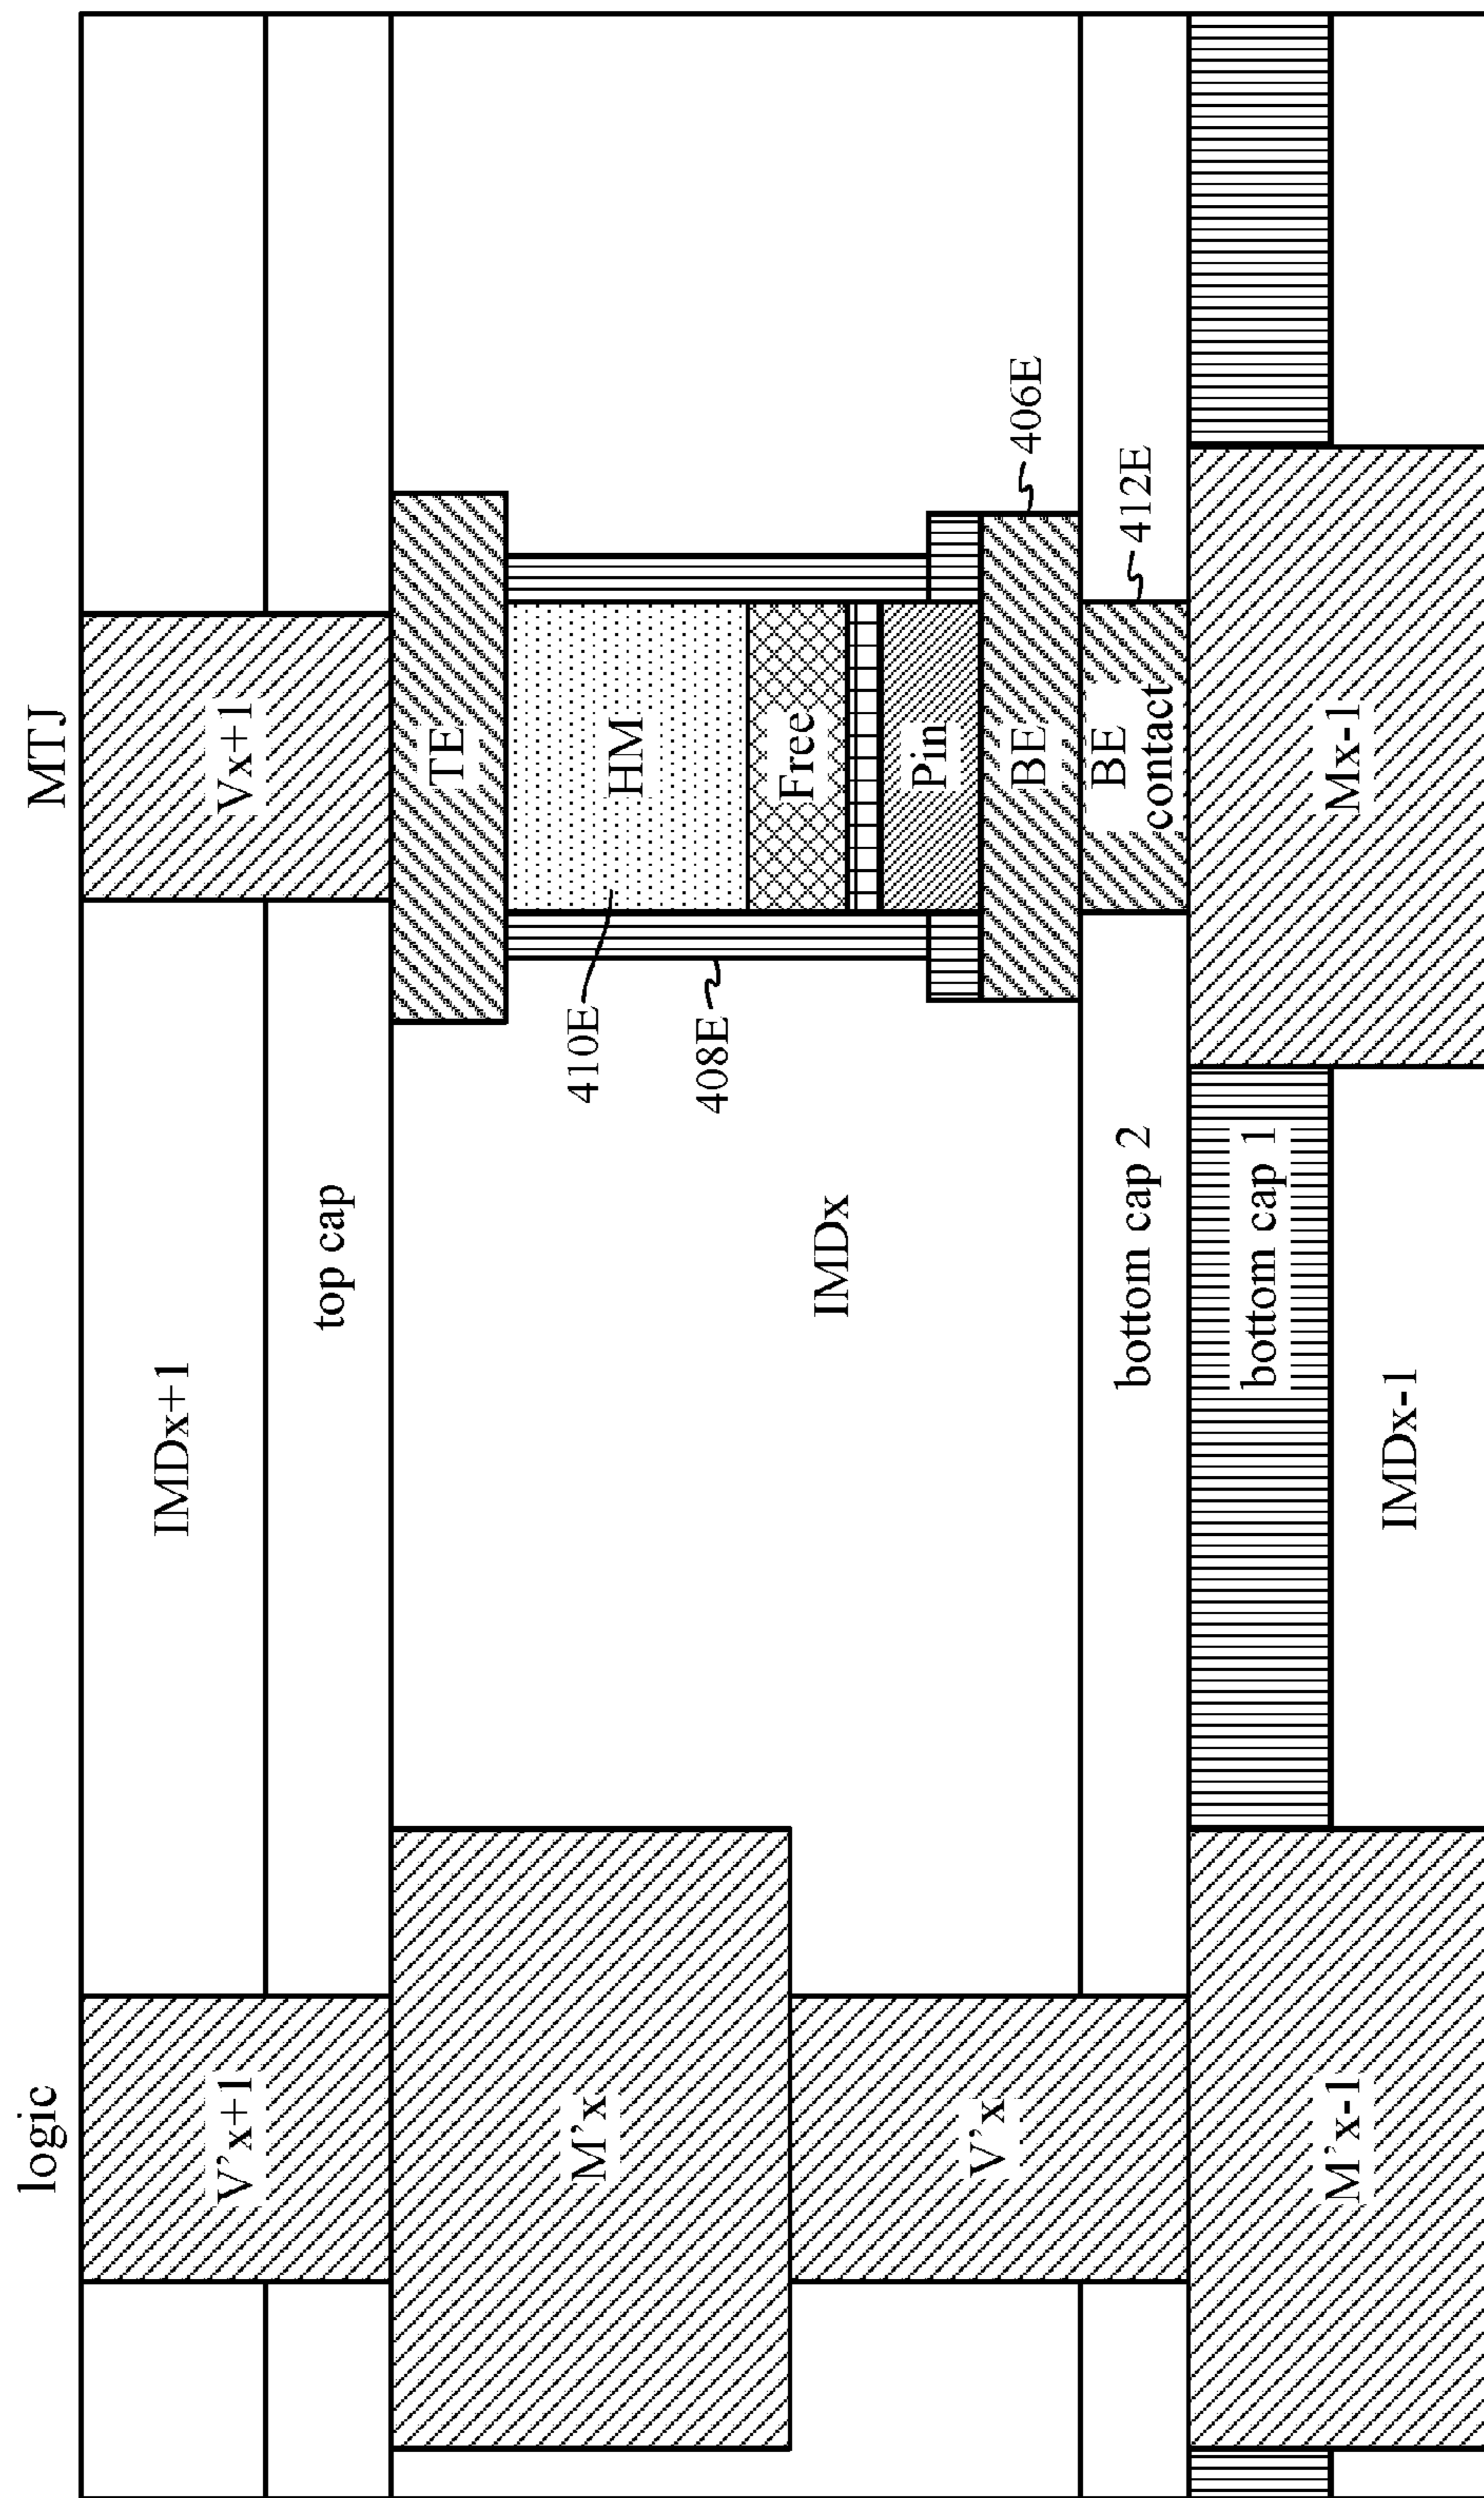 logic
MTJ
V'x+1
IMDx+1
Vx+1
top cap
TE
M'x
410E
HM
408E
Free
IMDx
Pin
V'x
BE
406E
bottom cap 2
BE
contact
412E
bottom cap 1
M'x-1
IMDx-1
Mx-1